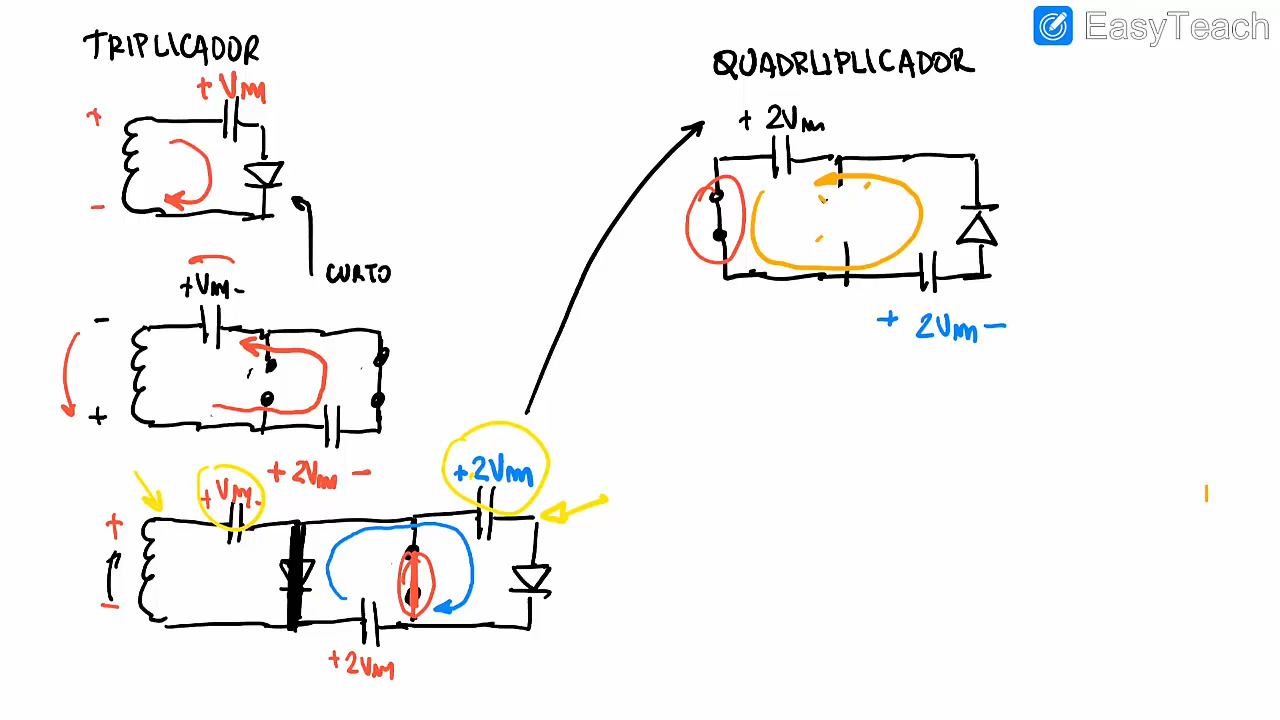 EasyTeach
TRIPLICADOR
+ Vm
+
-
CURTO
+Vm-
-
+
+ 2Vm -
+Vm-
+2Vm
+
-
+2Vm
QUADRUPLICADOR
+ 2Vm
+ 2Vm -